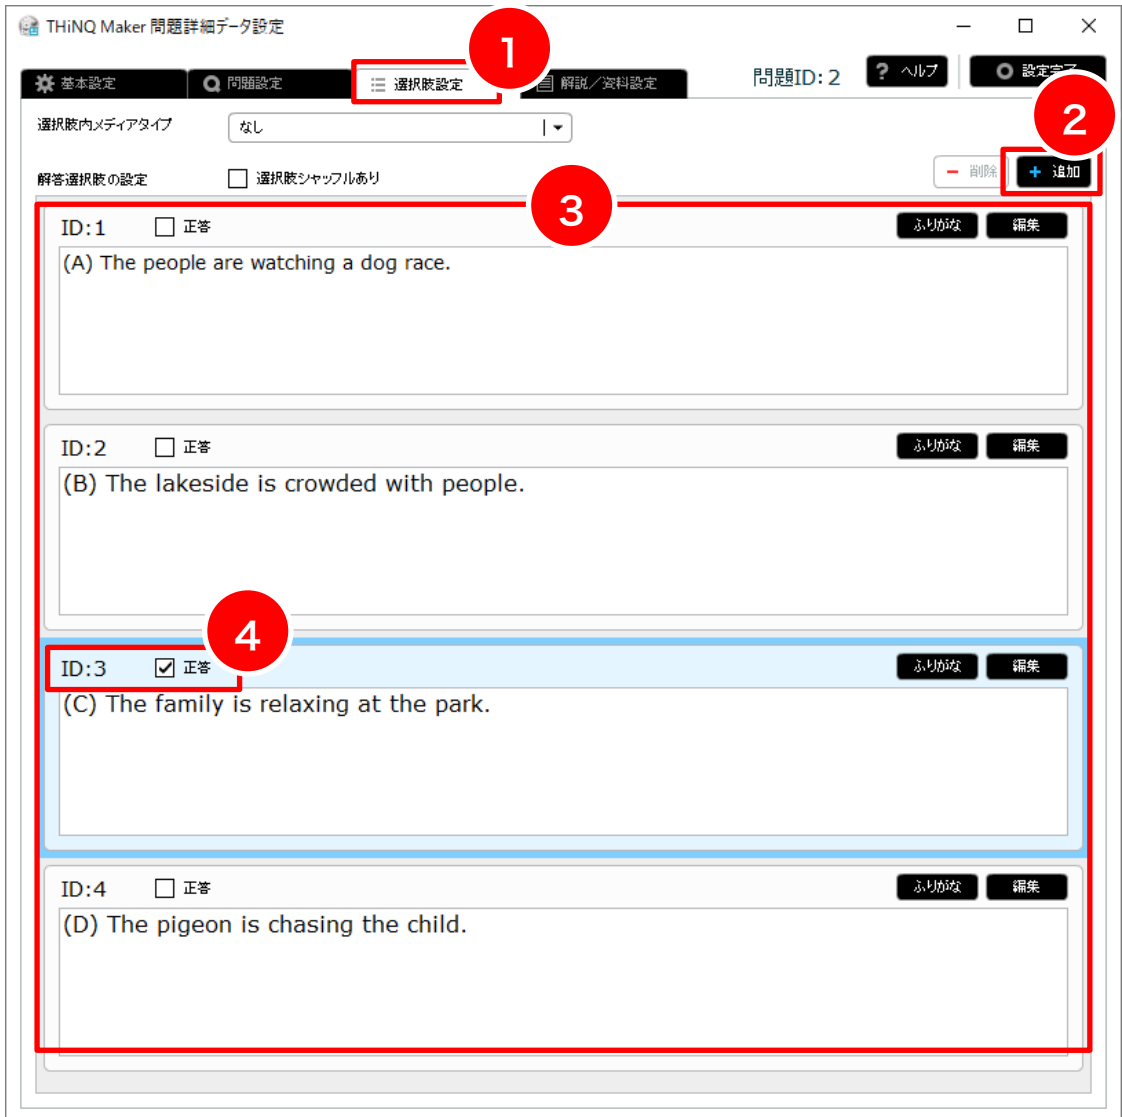 THiNQ Maker 問題詳細データ設定
基本設定 問題設定 選択肢設定 1 解説／資料設定 問題ID: 2 ? ヘルプ 設定完了
選択肢内メディアタイプ なし 2
解答選択肢の設定 選択肢シャッフルあり 削除 + 追加
3
ID:1 正答 ふりがな 編集
(A) The people are watching a dog race.
ID:2 正答 ふりがな 編集
(B) The lakeside is crowded with people.
4
ID:3 正答 ふりがな 編集
(C) The family is relaxing at the park.
ID:4 正答 ふりがな 編集
(D) The pigeon is chasing the child.